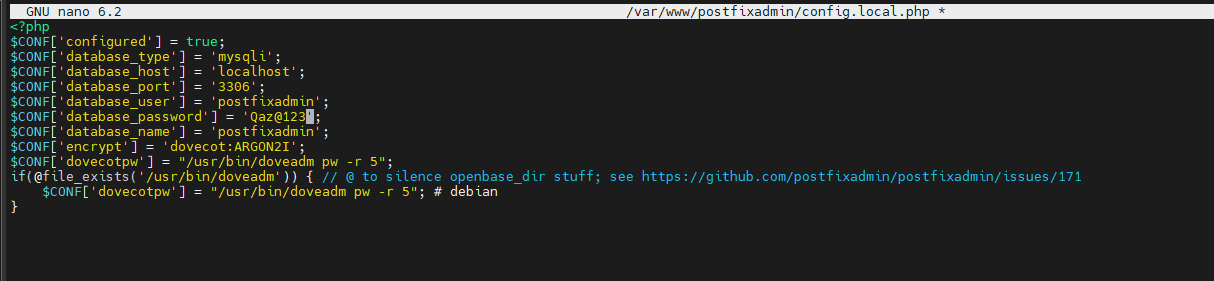 GNU nano 6.2 /var/www/postfixadmin/config.local.php *
<?php
$CONF['configured'] = true;
$CONF['database_type'] = 'mysqli';
$CONF['database_host'] = 'localhost';
$CONF['database_port'] = '3306';
$CONF['database_user'] = 'postfixadmin';
$CONF['database_password'] = 'Qaz@123';
$CONF['database_name'] = 'postfixadmin';
$CONF['encrypt'] = 'dovecot:ARGON2I';
$CONF['dovecotpw'] = "/usr/bin/doveadm pw -r 5";
if(@file_exists('/usr/bin/doveadm')) { // @ to silence openbase_dir stuff; see https://github.com/postfixadmin/postfixadmin/issues/171
    $CONF['dovecotpw'] = "/usr/bin/doveadm pw -r 5"; # debian
}